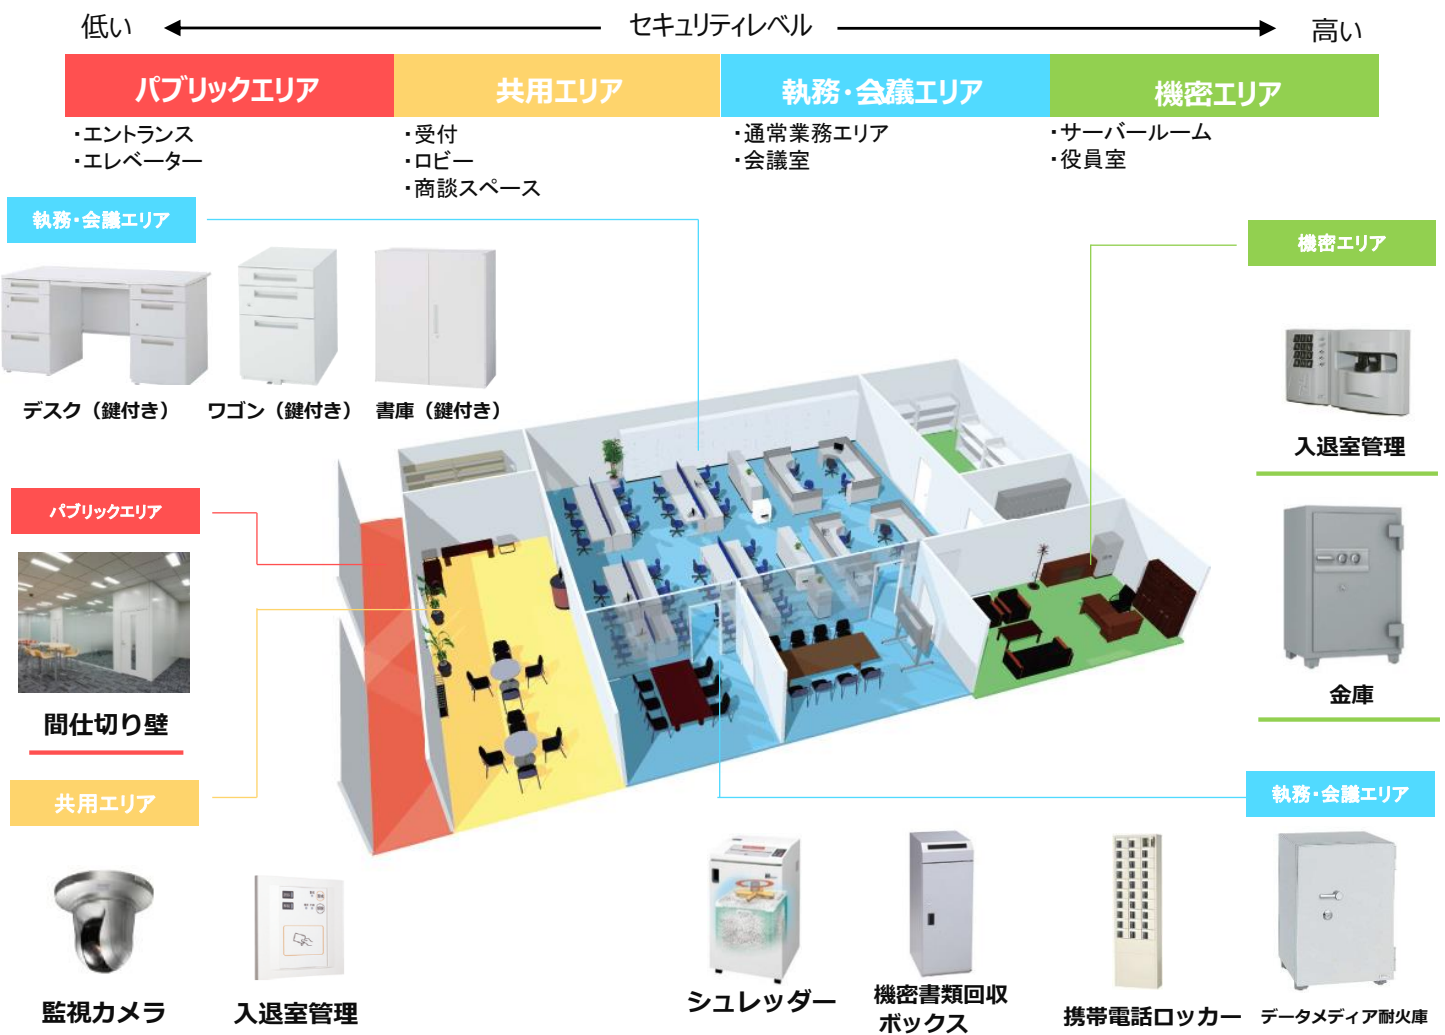 低い
セキュリティレベル
高い
パブリックエリア
共用エリア
執務・会議エリア
機密エリア
・エントランス
・エレベーター
・受付
・ロビー
・商談スペース
・通常業務エリア
・会議室
・サーバールーム
・役員室
執務・会議エリア
機密エリア
デスク（鍵付き）
ワゴン（鍵付き）
書庫（鍵付き）
入退室管理
パブリックエリア
間仕切り壁
金庫
共用エリア
執務・会議エリア
監視カメラ
入退室管理
シュレッダー
機密書類回収
ボックス
携帯電話ロッカー
データメディア耐火庫